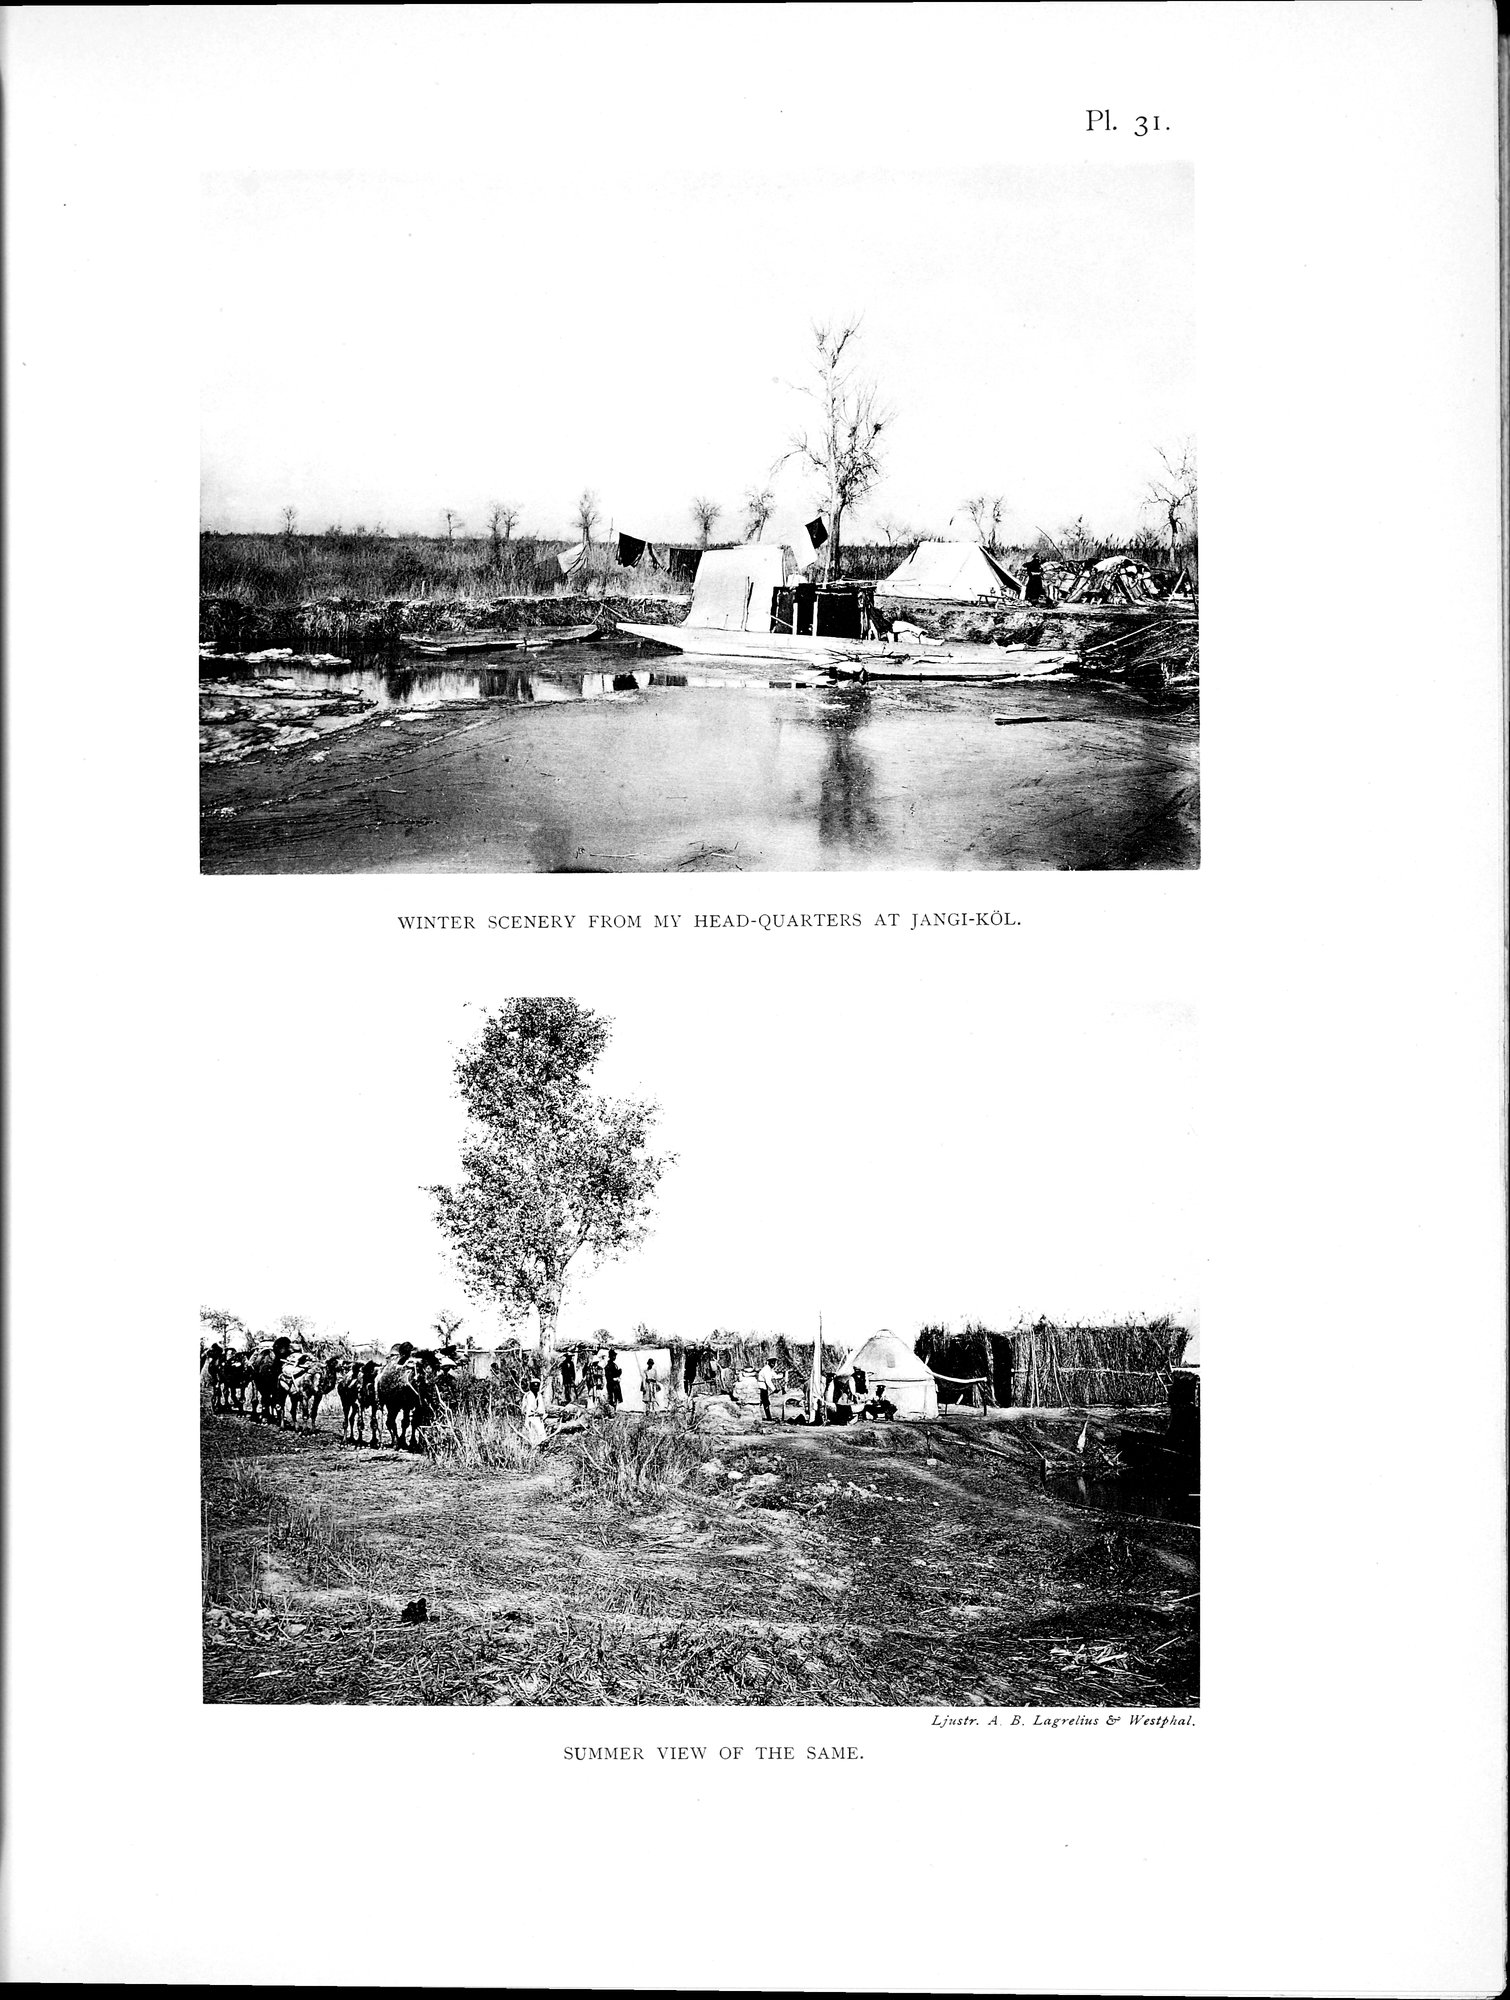 Pl. 31.
WINTER SCENERY FROM MY HEAD-QUARTERS AT JANGI-KÖL.
Ljustr. A. B. Lagrelius & Westphal.
SUMMER VIEW OF THE SAME.